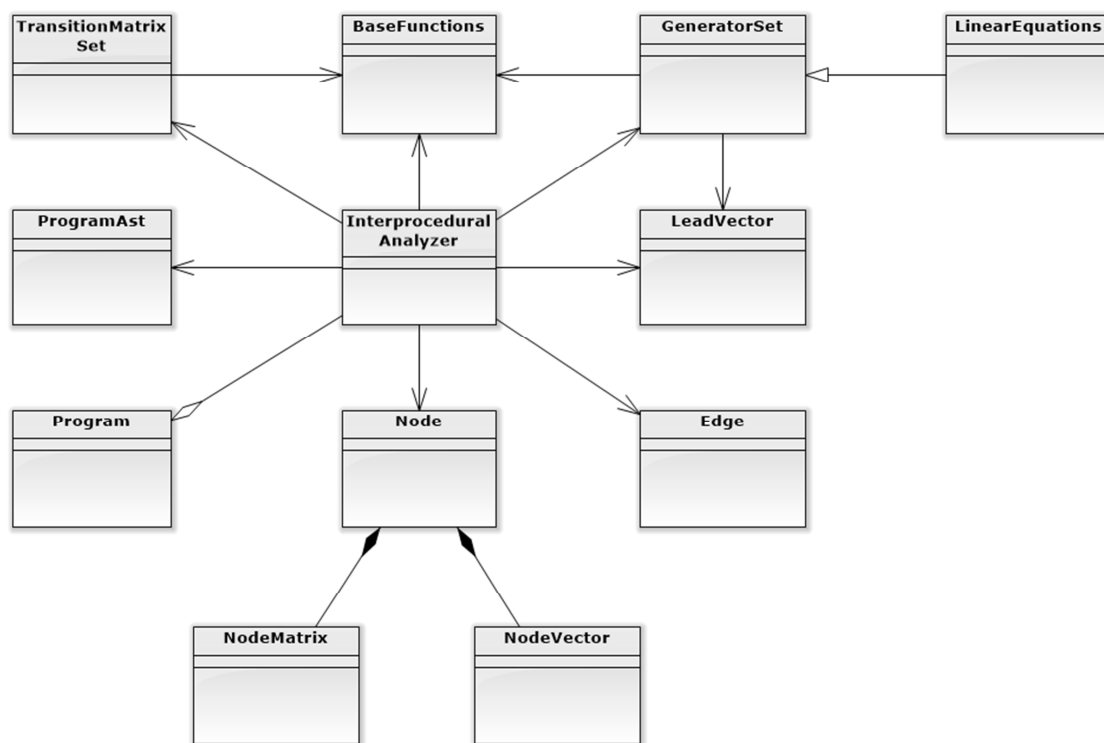 TransitionMatrix
Set
BaseFunctions
GeneratorSet
LinearEquations
ProgramAst
Interprocedural
Analyzer
LeadVector
Program
Node
Edge
NodeMatrix
NodeVector